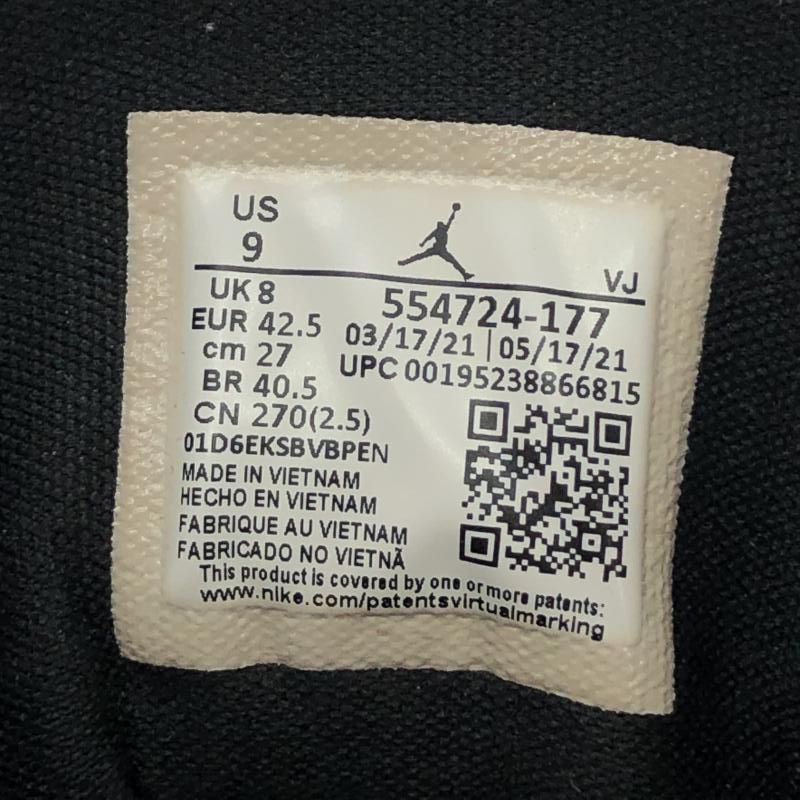 US
9
VJ
UK 8
EUR 42.5
cm 27
BR 40.5
CN 270(2.5)
554724-177
03/17/21 | 05/17/21
UPC 00195238866815
01D6EKSBVBPEN
MADE IN VIETNAM
HECHO EN VIETNAM
FABRIQUE AU VIETNAM
FABRICADO NO VIETNÃ
This product is covered by one or more patents:
www.nike.com/patentsvirtualmarking